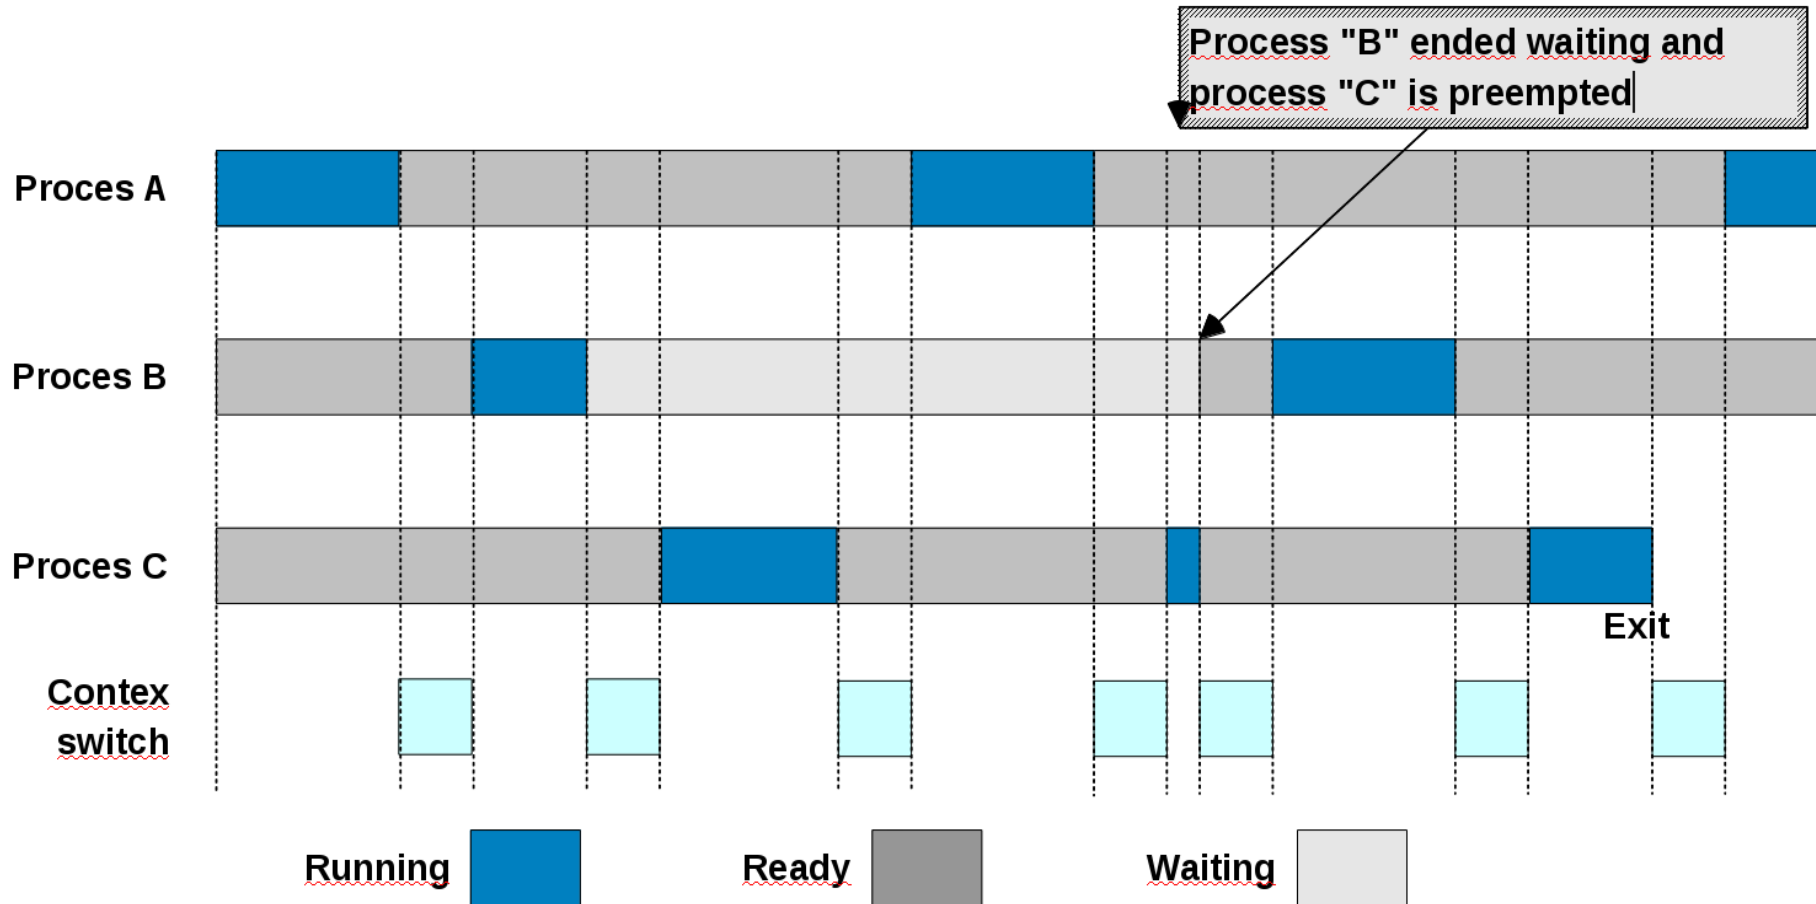 Process "B" ended waiting and
process "C" is preempted
Proces A
Proces B
Proces C
Exit
Contex
switch
Running
Ready
Waiting